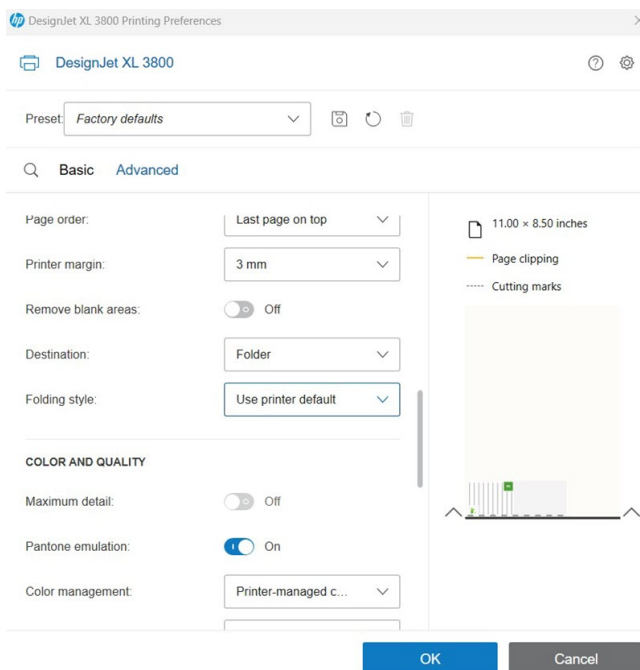 hp DesignJet XL 3800 Printing Preferences
DesignJet XL 3800
Preset: Factory defaults
Basic Advanced
Page order: Last page on top
Printer margin: 3 mm
Remove blank areas: Off
Destination: Folder
Folding style: Use printer default
COLOR AND QUALITY
Maximum detail: Off
Pantone emulation: On
Color management: Printer-managed c...
11.00 × 8.50 inches
Page clipping
Cutting marks
OK Cancel